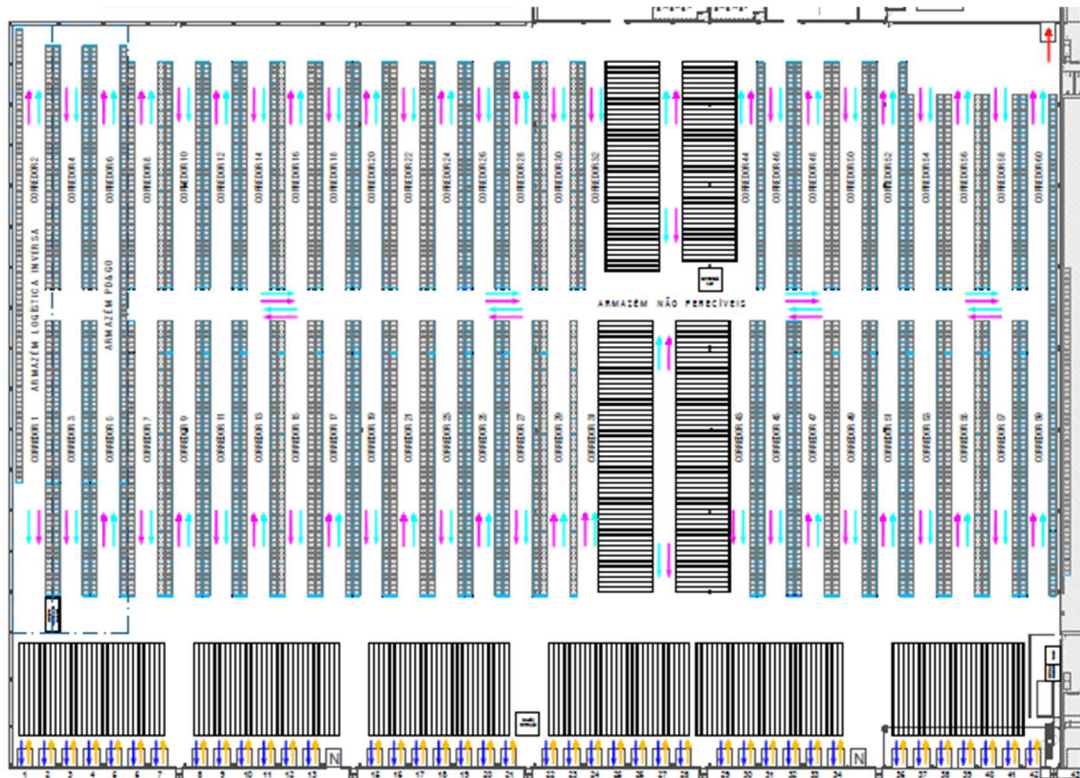 CORREDOR 2
CORREDOR 4
CORREDOR 6
CORREDOR 8
CORREDOR 10
CORREDOR 12
CORREDOR 14
CORREDOR 16
CORREDOR 18
CORREDOR 20
CORREDOR 22
CORREDOR 24
CORREDOR 26
CORREDOR 28
CORREDOR 30
CORREDOR 32
CORREDOR 44
CORREDOR 46
CORREDOR 48
CORREDOR 50
CORREDOR 52
CORREDOR 54
CORREDOR 56
CORREDOR 58
CORREDOR 60
ARMAZÉM LOGÍSTICA INVERSA
ARMAZÉM PD&GO
ARMAZÉM NÃO PERECÍVEIS
CORREDOR 1
CORREDOR 3
CORREDOR 5
CORREDOR 7
CORREDOR 9
CORREDOR 11
CORREDOR 13
CORREDOR 15
CORREDOR 17
CORREDOR 19
CORREDOR 21
CORREDOR 23
CORREDOR 25
CORREDOR 27
CORREDOR 29
CORREDOR 31
CORREDOR 43
CORREDOR 45
CORREDOR 47
CORREDOR 49
CORREDOR 51
CORREDOR 53
CORREDOR 55
CORREDOR 57
CORREDOR 59
N N
1 2 3 4 5 6 7 8 9 10 11 12 13 15 16 17 18 19 20 21 22 24 25 26 27 28 29 30 31 32 33 34 36 37 38 39 40 41 42